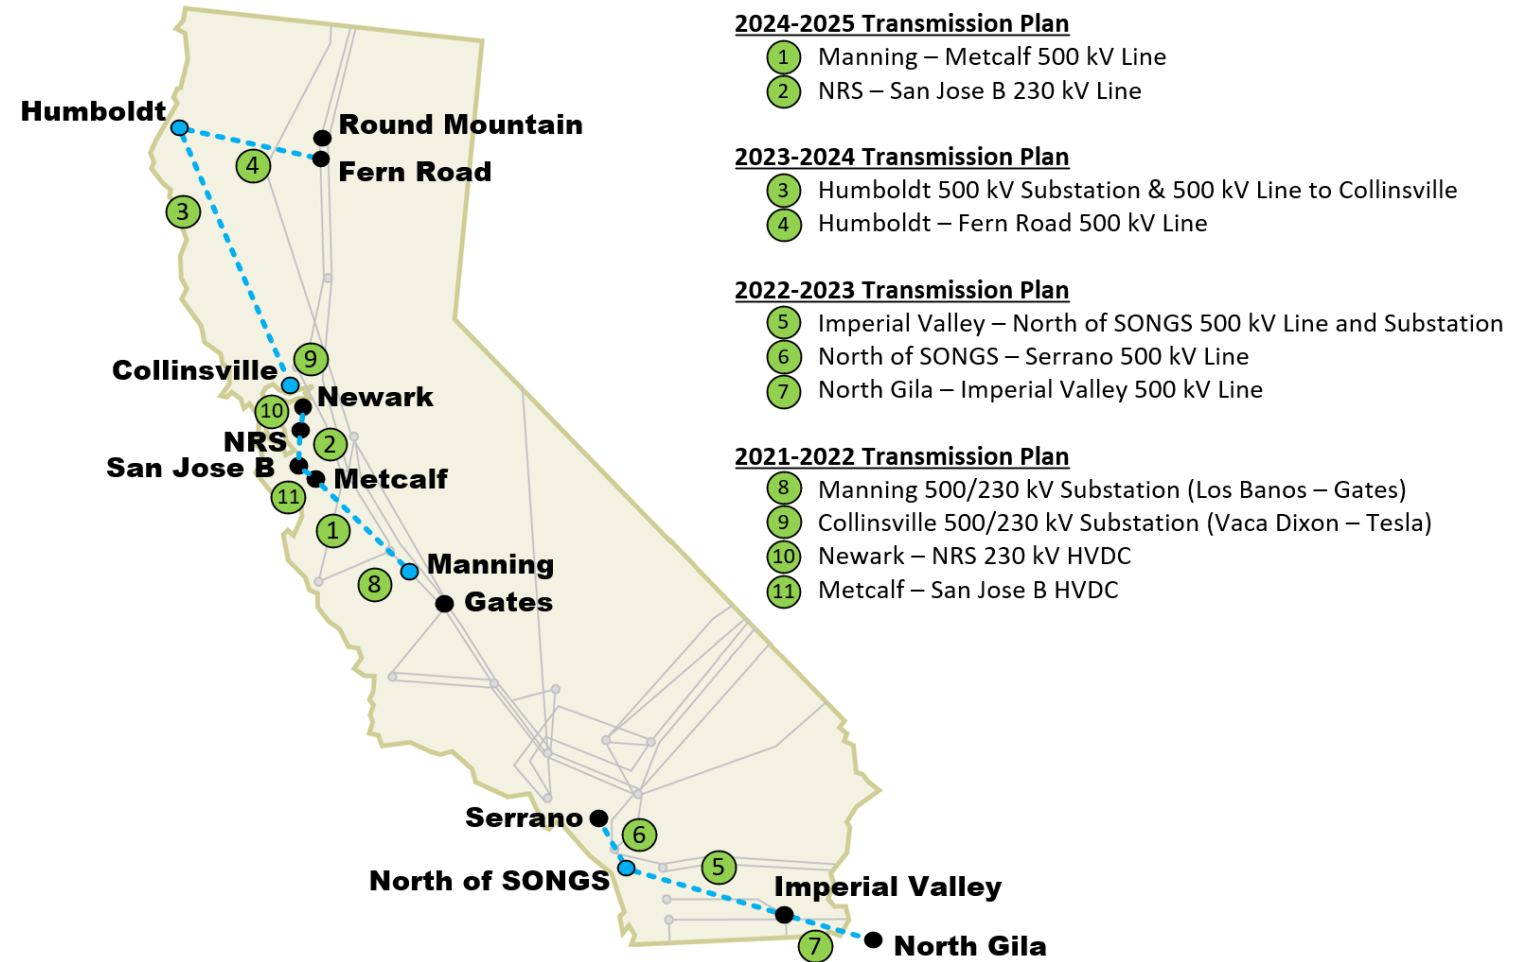 2024-2025 Transmission Plan
1 Manning – Metcalf 500 kV Line
2 NRS – San Jose B 230 kV Line
2023-2024 Transmission Plan
3 Humboldt 500 kV Substation & 500 kV Line to Collinsville
4 Humboldt – Fern Road 500 kV Line
2022-2023 Transmission Plan
5 Imperial Valley – North of SONGS 500 kV Line and Substation
6 North of SONGS – Serrano 500 kV Line
7 North Gila – Imperial Valley 500 kV Line
2021-2022 Transmission Plan
8 Manning 500/230 kV Substation (Los Banos – Gates)
9 Collinsville 500/230 kV Substation (Vaca Dixon – Tesla)
10 Newark – NRS 230 kV HVDC
11 Metcalf – San Jose B HVDC
Humboldt
Round Mountain
4
Fern Road
3
9
Collinsville
Newark
10
NRS
2
San Jose B
Metcalf
11
1
Manning
8
Gates
Serrano
6
5
North of SONGS
Imperial Valley
7
North Gila